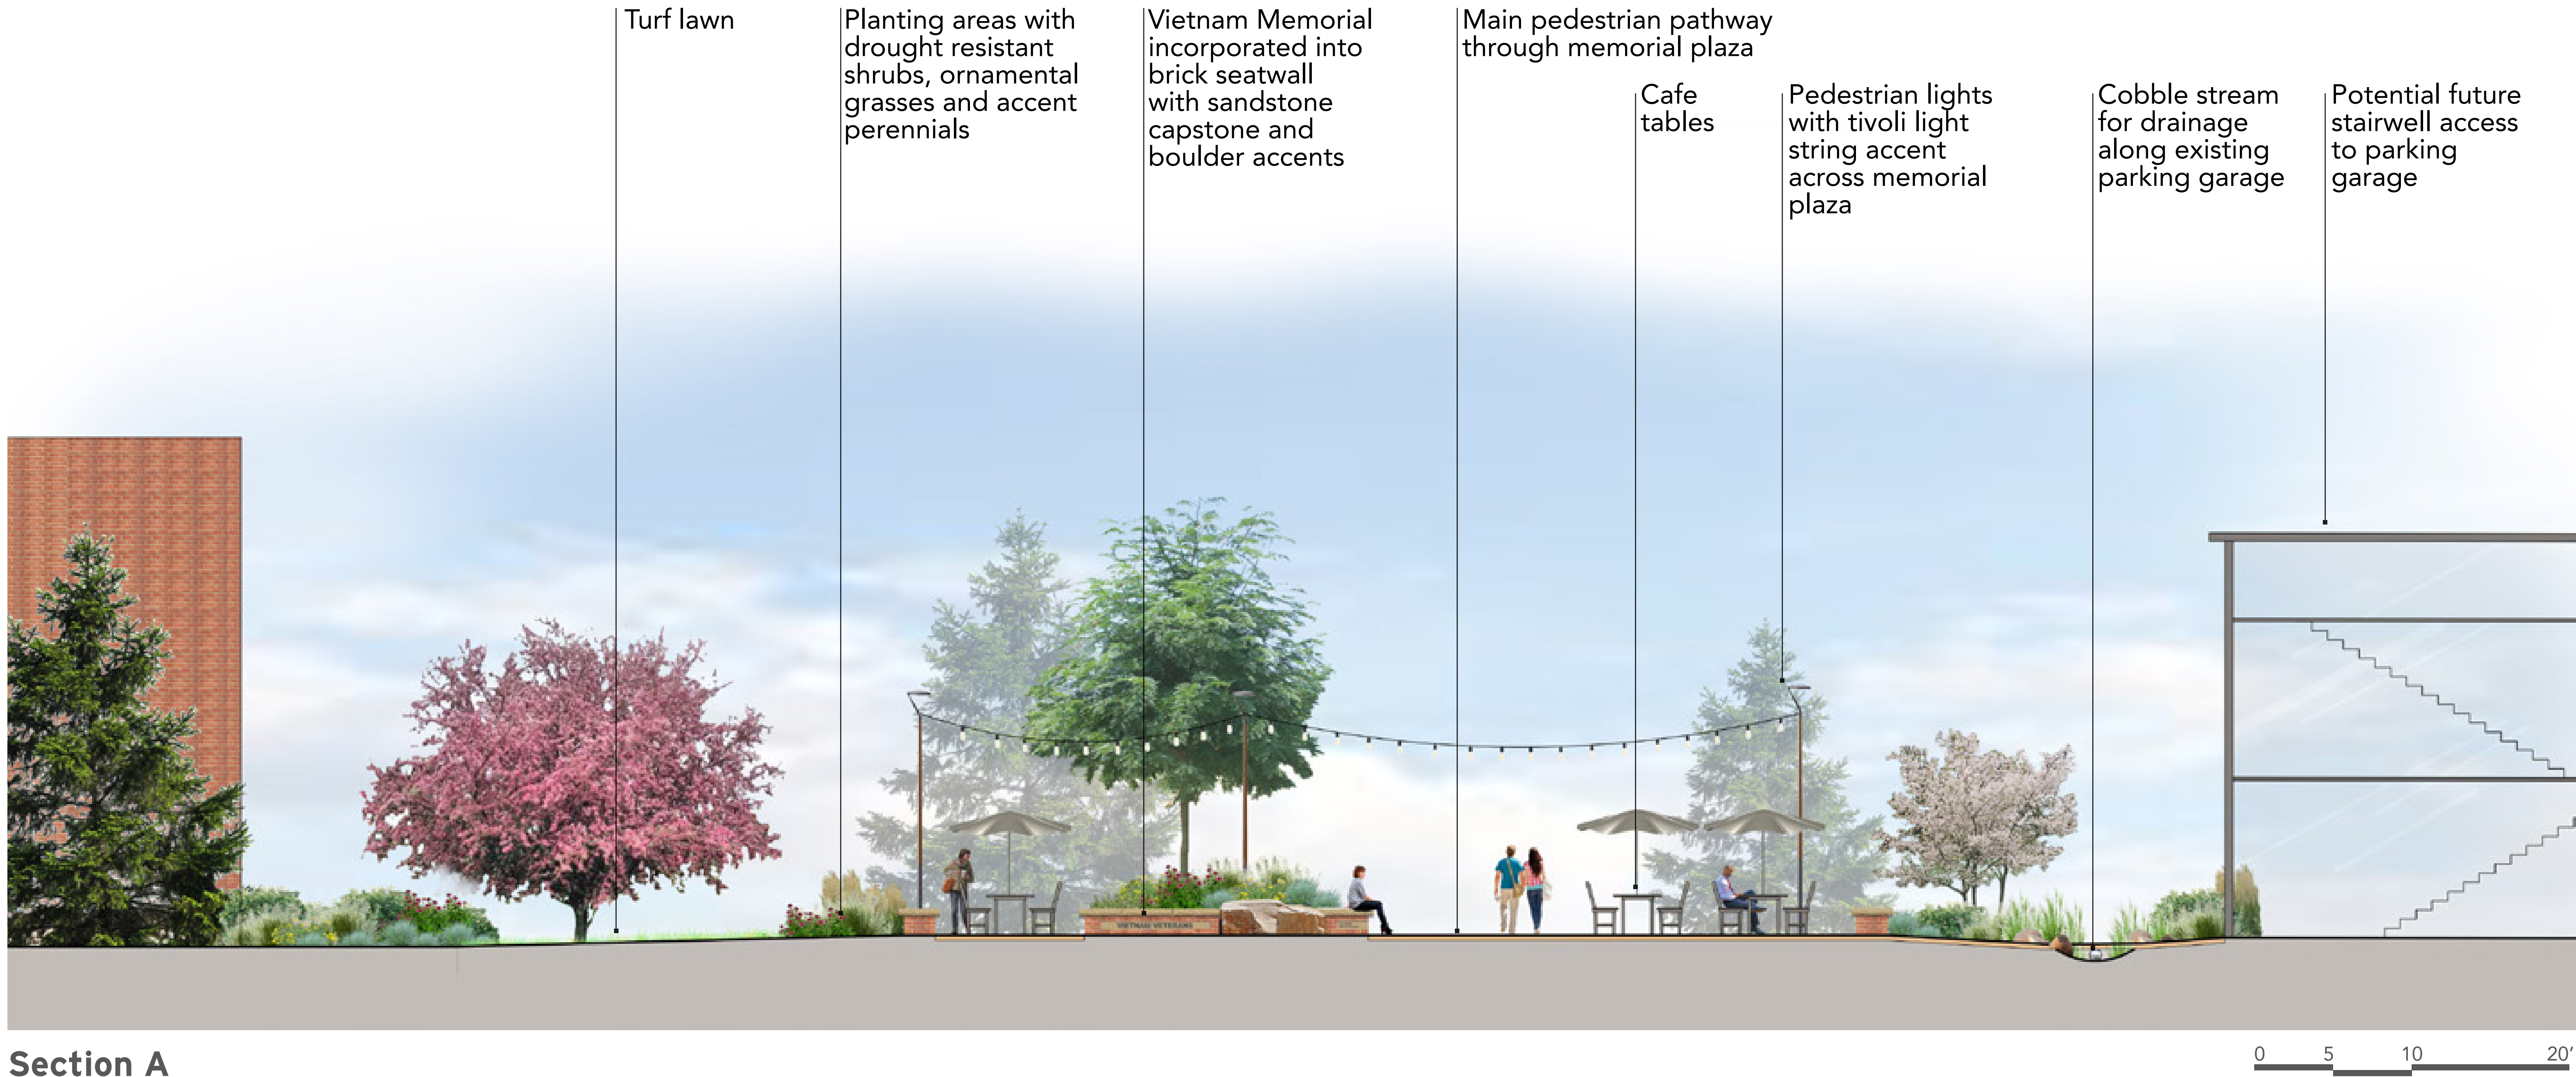 Turf lawn
Planting areas with
drought resistant
shrubs, ornamental
grasses and accent
perennials
Vietnam Memorial
incorporated into
brick seatwall
with sandstone
capstone and
boulder accents
Main pedestrian pathway
through memorial plaza
Cafe
tables
Pedestrian lights
with tivoli light
string accent
across memorial
plaza
Cobble stream
for drainage
along existing
parking garage
Potential future
stairwell access
to parking
garage
VIETNAM VETERANS
Section A
0 5 10 20'